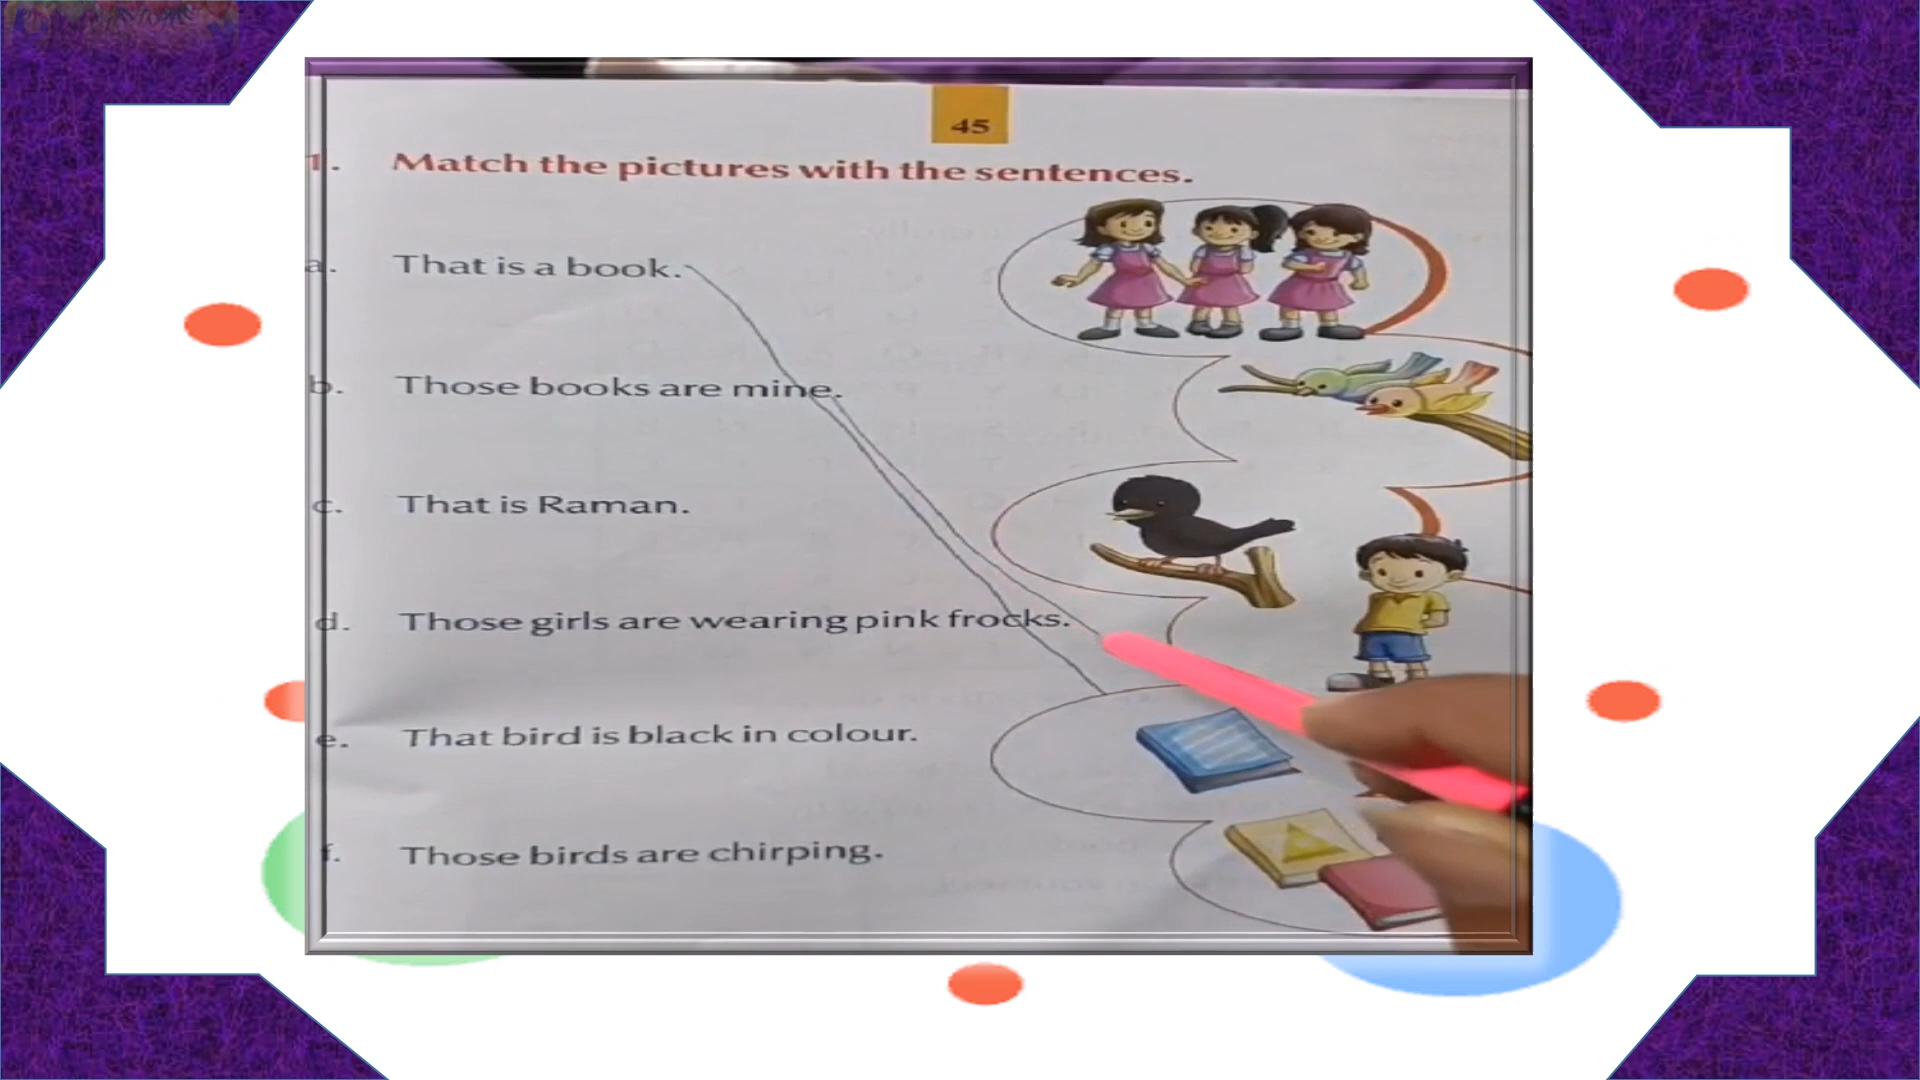 45
1. Match the pictures with the sentences.
a. That is a book.
b. Those books are mine.
c. That is Raman.
d. Those girls are wearing pink frocks.
e. That bird is black in colour.
f. Those birds are chirping.